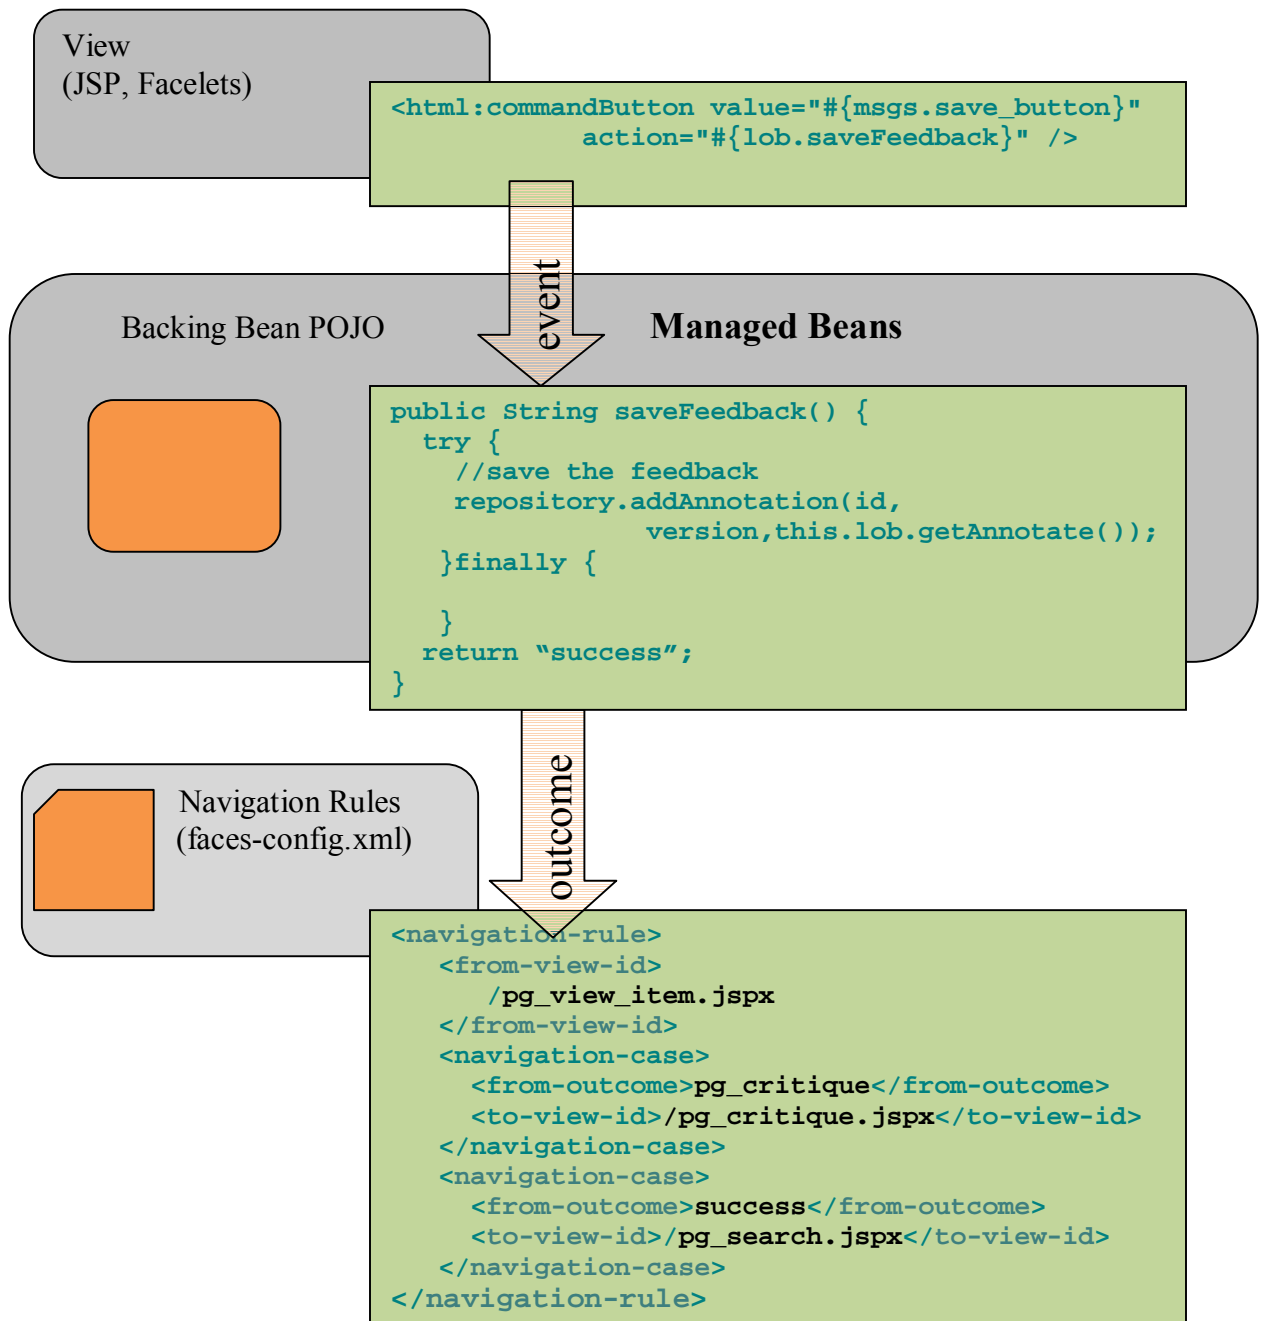 View
(JSP, Facelets)
<html:commandButton value="#{msgs.save_button}"
action="#{lob.saveFeedback}" />
event
Backing Bean POJO
Managed Beans
public String saveFeedback() {
try {
//save the feedback
repository.addAnnotation(id,
version,this.lob.getAnnotate());
}finally {
}
return “success”;
}
outcome
Navigation Rules
(faces-config.xml)
<navigation-rule>
<from-view-id>
/pg_view_item.jspx
</from-view-id>
<navigation-case>
<from-outcome>pg_critique</from-outcome>
<to-view-id>/pg_critique.jspx</to-view-id>
</navigation-case>
<navigation-case>
<from-outcome>success</from-outcome>
<to-view-id>/pg_search.jspx</to-view-id>
</navigation-case>
</navigation-rule>